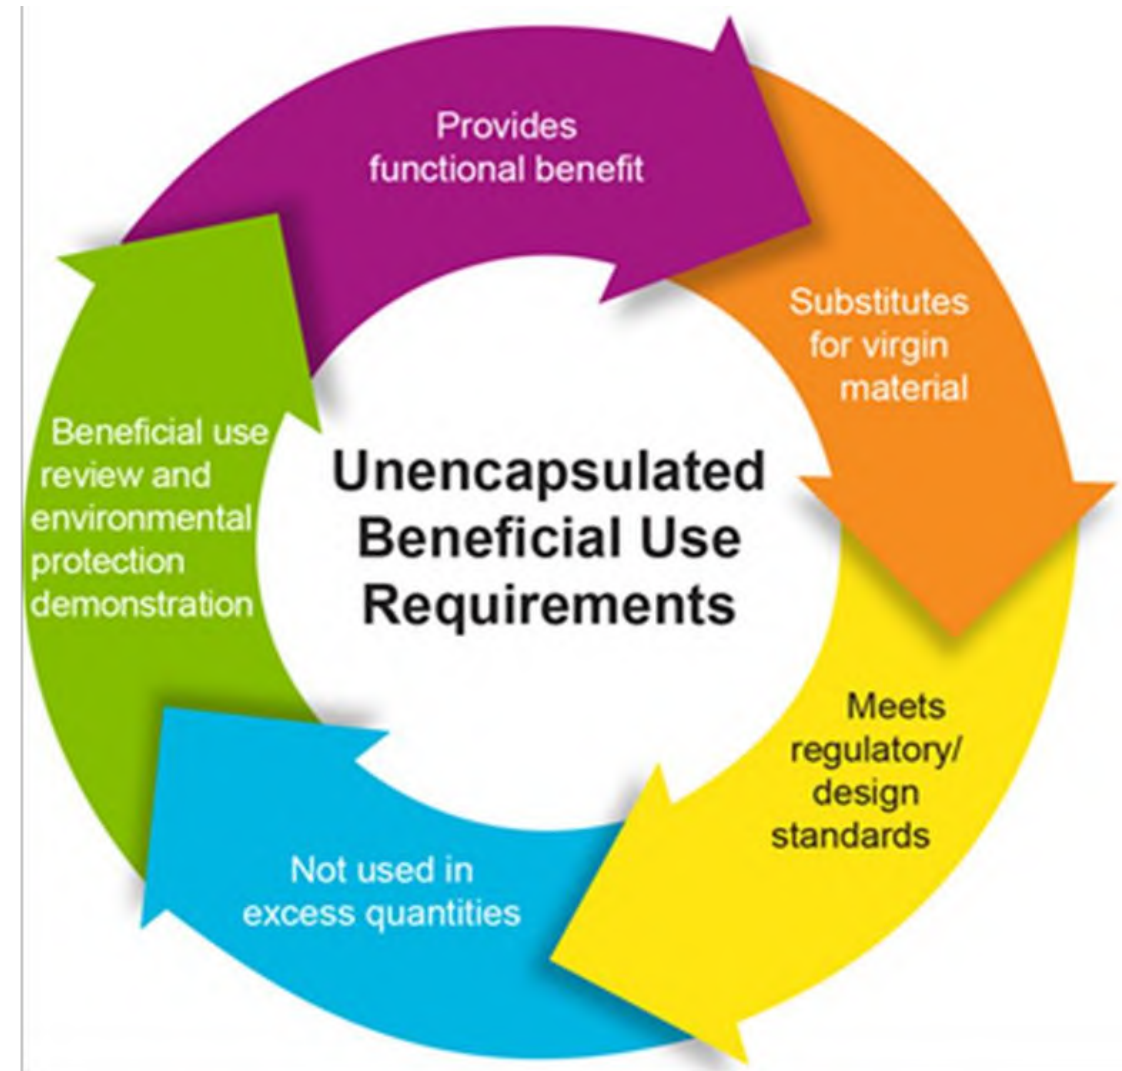 Provides
functional benefit
Substitutes
for virgin
material
Meets
regulatory/
design
standards
Not used in
excess quantities
Beneficial use
review and
environmental
protection
demonstration
Unencapsulated
Beneficial Use
Requirements